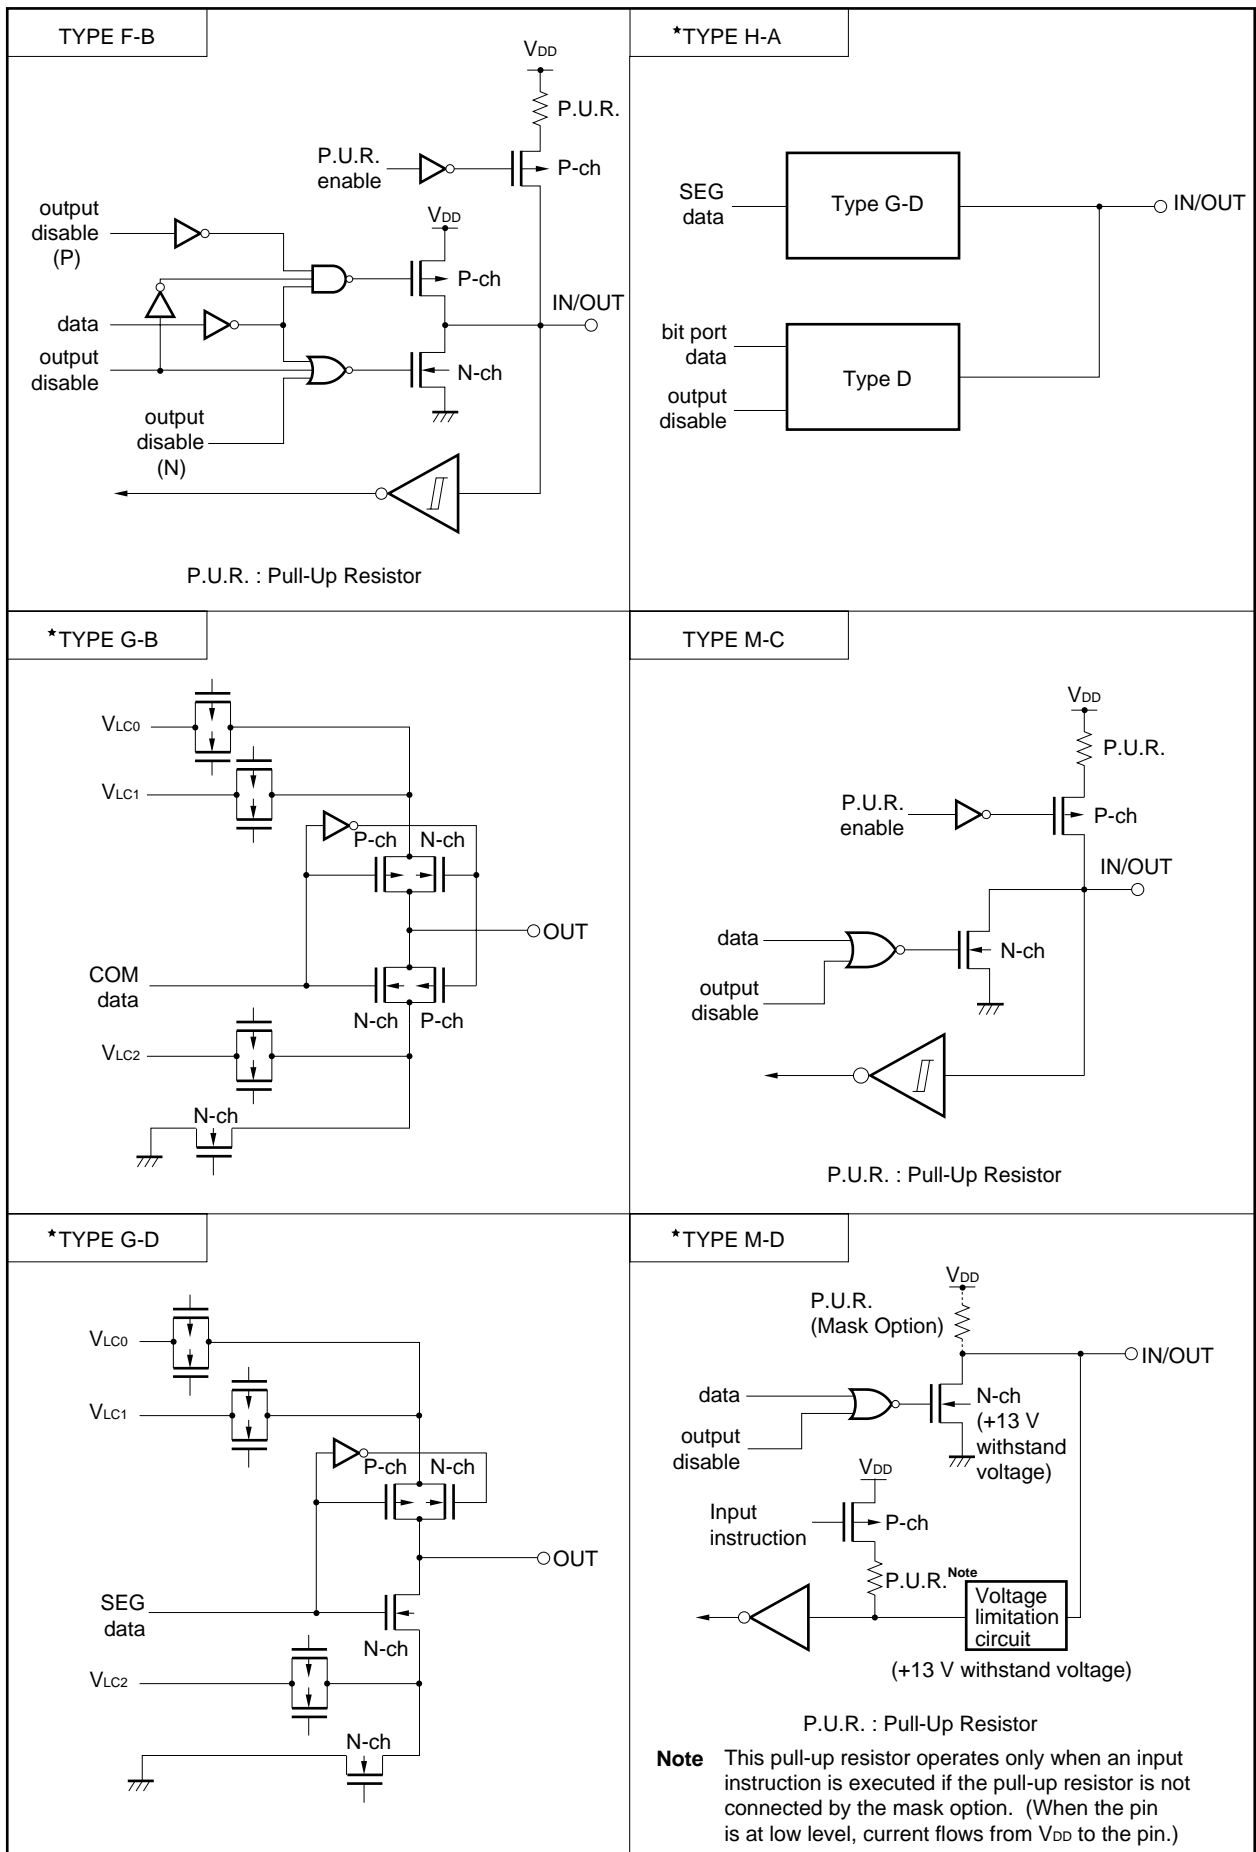 TYPE F-B
VDD
P.U.R.
P.U.R.
enable
P-ch
output
disable
(P)
VDD
P-ch
IN/OUT
data
output
disable
N-ch
output
disable
(N)
P.U.R. : Pull-Up Resistor
★TYPE H-A
SEG
data
Type G-D
IN/OUT
bit port
data
Type D
output
disable
★TYPE G-B
VLC0
VLC1
P-ch N-ch
OUT
COM
data
N-ch P-ch
VLC2
N-ch
TYPE M-C
VDD
P.U.R.
P.U.R.
enable
P-ch
IN/OUT
data
N-ch
output
disable
P.U.R. : Pull-Up Resistor
★TYPE G-D
VLC0
VLC1
P-ch N-ch
OUT
SEG
data
N-ch
VLC2
N-ch
★TYPE M-D
VDD
P.U.R.
(Mask Option)
IN/OUT
data
N-ch
(+13 V
withstand
voltage)
output
disable
VDD
Input
instruction
P-ch
P.U.R.Note
Voltage
limitation
circuit
(+13 V withstand voltage)
P.U.R. : Pull-Up Resistor
Note This pull-up resistor operates only when an input
instruction is executed if the pull-up resistor is not
connected by the mask option. (When the pin
is at low level, current flows from VDD to the pin.)